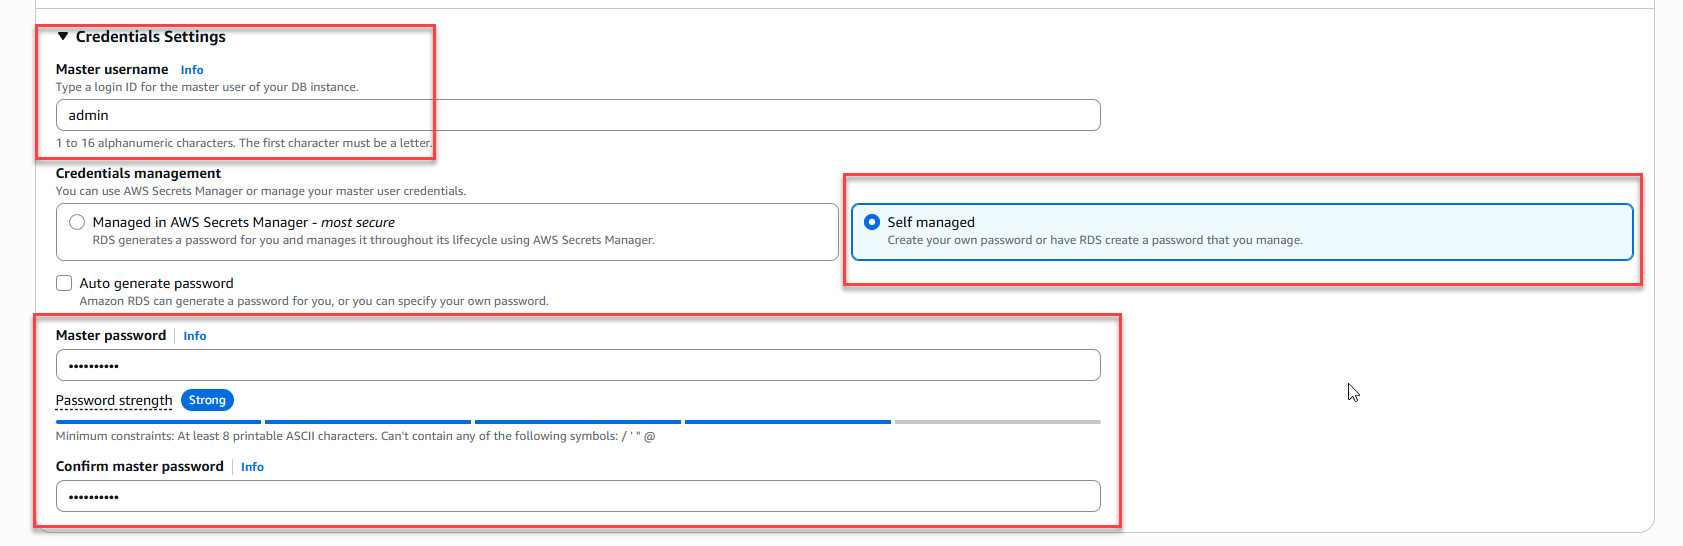 Credentials Settings
Master username Info
Type a login ID for the master user of your DB instance.
admin
1 to 16 alphanumeric characters. The first character must be a letter.
Credentials management
You can use AWS Secrets Manager or manage your master user credentials.
Managed in AWS Secrets Manager - most secure
RDS generates a password for you and manages it throughout its lifecycle using AWS Secrets Manager.
Self managed
Create your own password or have RDS create a password that you manage.
Auto generate password
Amazon RDS can generate a password for you, or you can specify your own password.
Master password Info
••••••••••
Password strength Strong
Minimum constraints: At least 8 printable ASCII characters. Can't contain any of the following symbols: / ' " @
Confirm master password Info
••••••••••